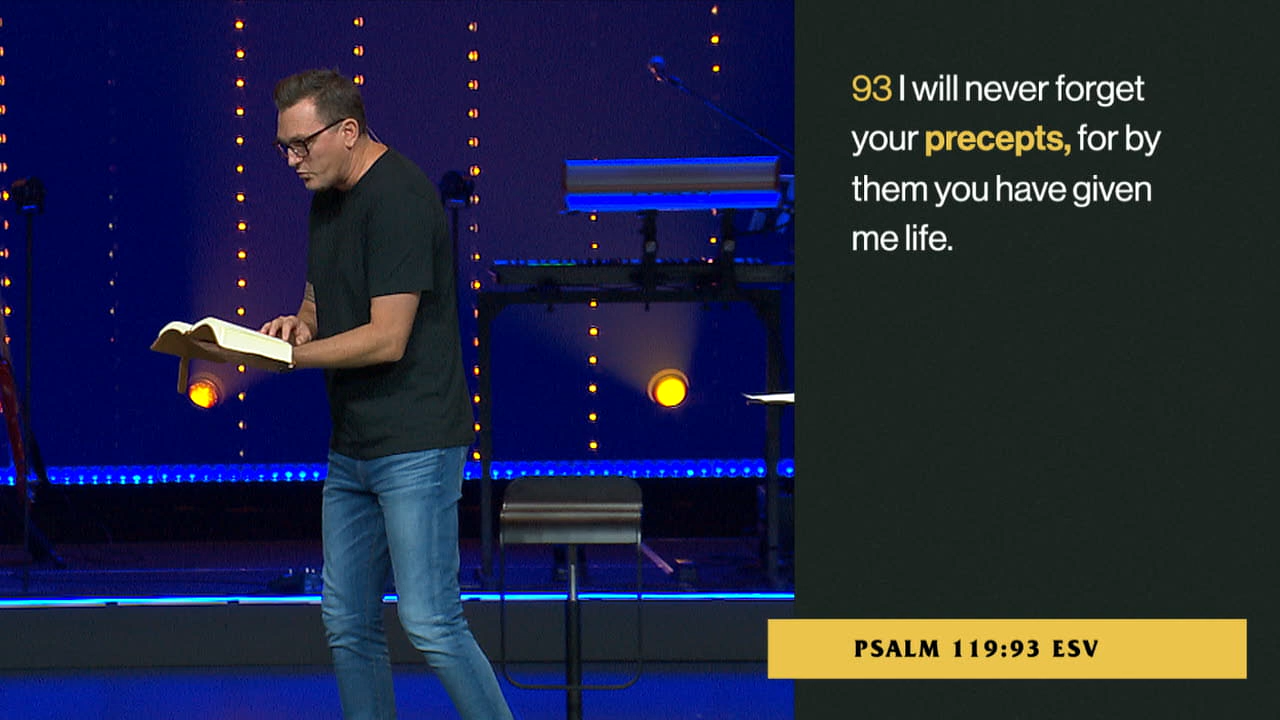 93 I will never forget
your precepts, for by
them you have given
me life.
PSALM 119:93 ESV